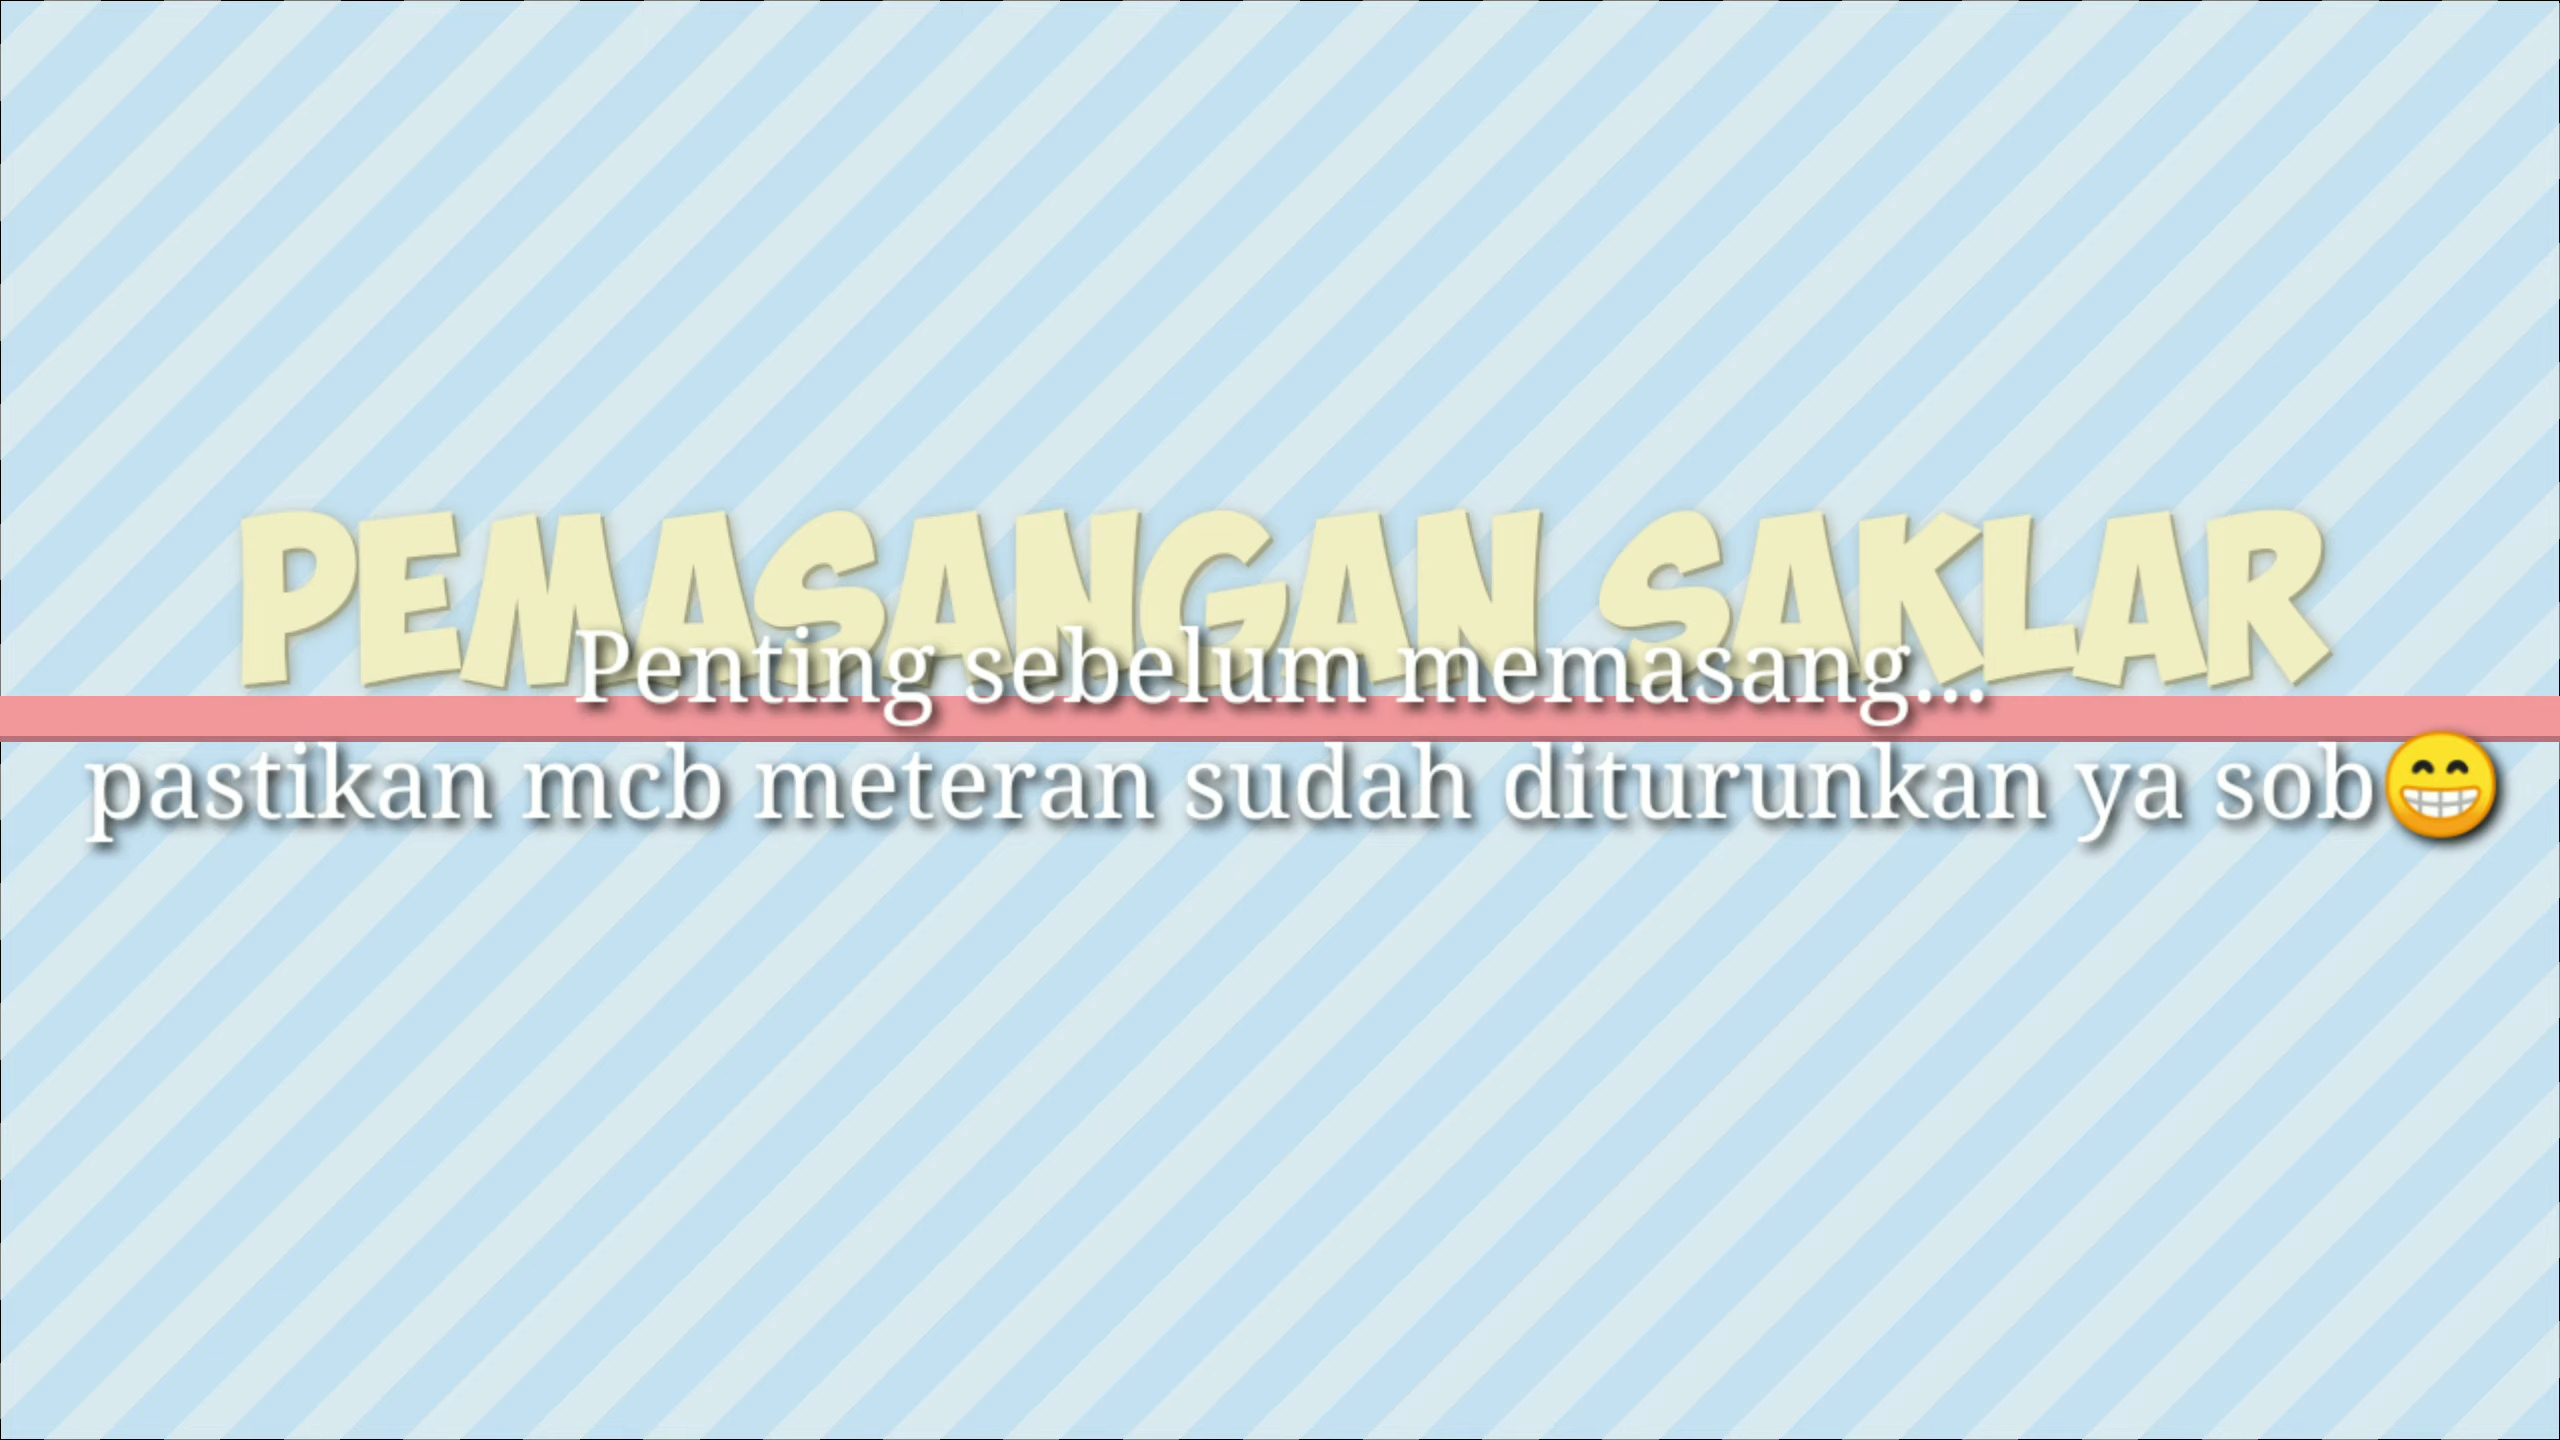 PEMASANGAN SAKLAR
Penting sebelum memasang...
pastikan mcb meteran sudah diturunkan ya sob😁